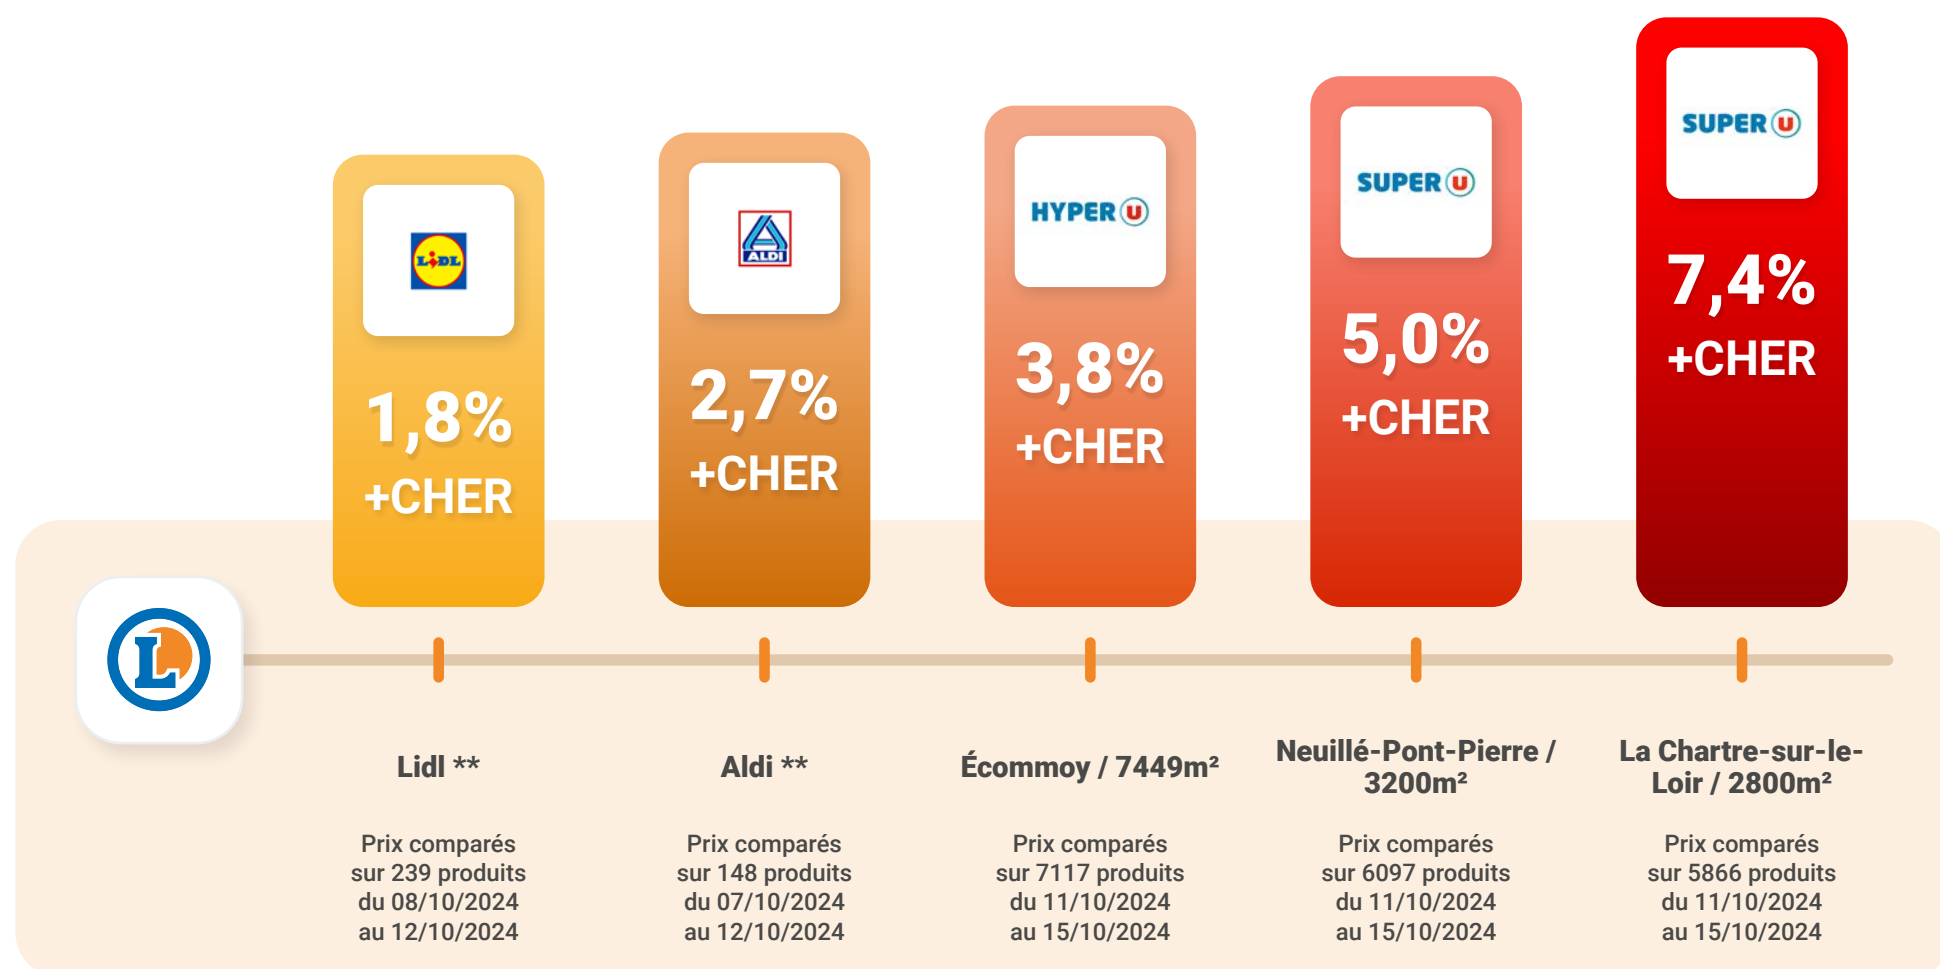 LIDL
1,8%
+CHER
ALDI
2,7%
+CHER
HYPER U
3,8%
+CHER
SUPER U
5,0%
+CHER
SUPER U
7,4%
+CHER
L
Lidl **
Prix comparés
sur 239 produits
du 08/10/2024
au 12/10/2024
Aldi **
Prix comparés
sur 148 produits
du 07/10/2024
au 12/10/2024
Écommoy / 7449m²
Prix comparés
sur 7117 produits
du 11/10/2024
au 15/10/2024
Neuillé-Pont-Pierre /
3200m²
Prix comparés
sur 6097 produits
du 11/10/2024
au 15/10/2024
La Chartre-sur-le-
Loir / 2800m²
Prix comparés
sur 5866 produits
du 11/10/2024
au 15/10/2024